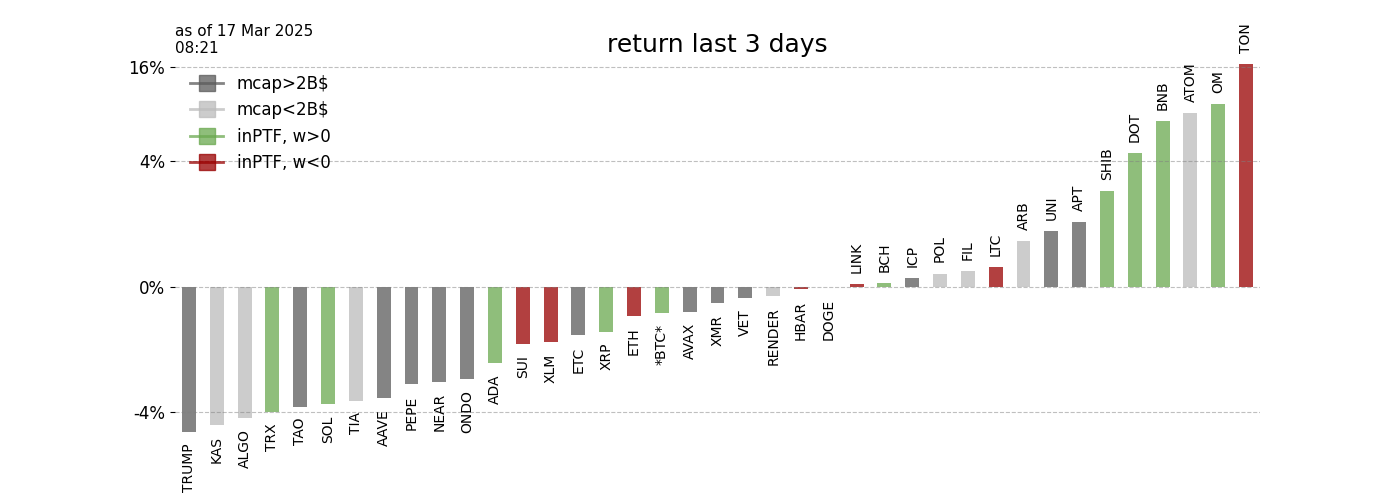 as of 17 Mar 2025
08:21
return last 3 days
16%
4%
0%
-4%
mcap>2B$
mcap<2B$
inPTF, w>0
inPTF, w<0
TRUMP
KAS
ALGO
TRX
TAO
SOL
TIA
AAVE
PEPE
NEAR
ONDO
ADA
SUI
XLM
ETC
XRP
ETH
*BTC*
AVAX
XMR
VET
RENDER
HBAR
DOGE
LINK
BCH
ICP
POL
FIL
LTC
ARB
UNI
APT
SHIB
DOT
BNB
ATOM
OM
TON